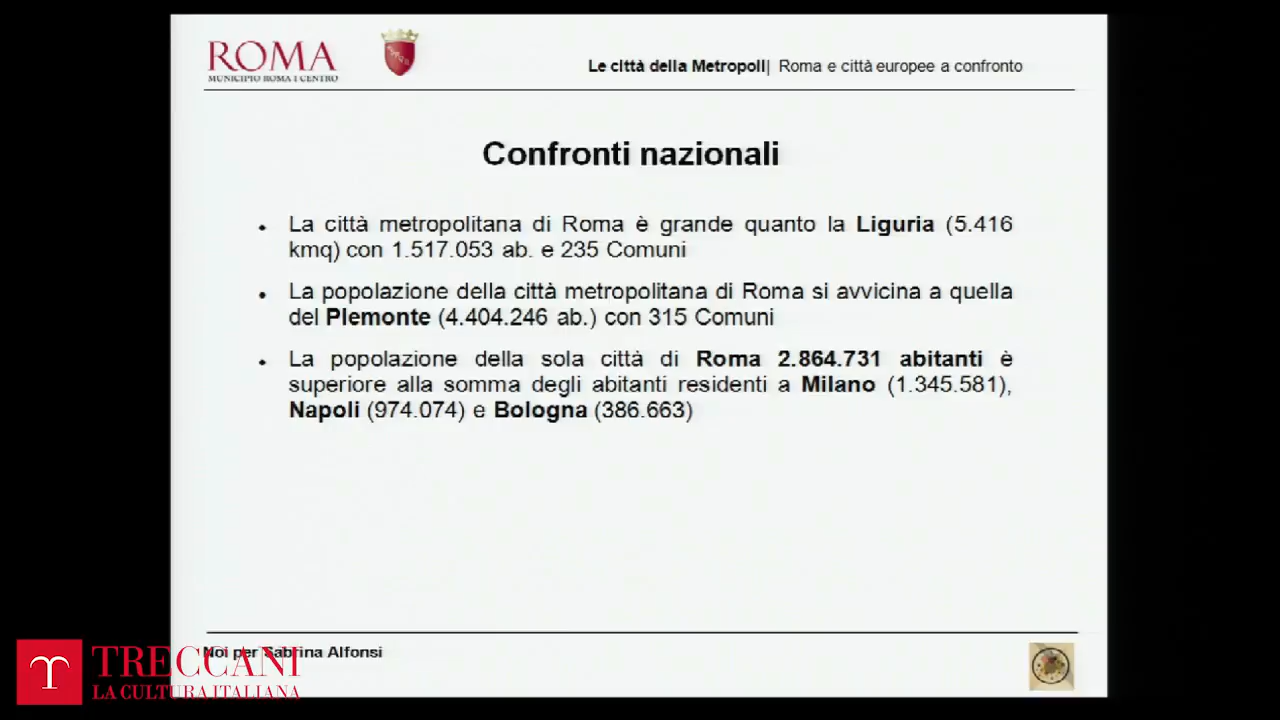 ROMA
MUNICIPIO ROMA I CENTRO
Le città della Metropoli| Roma e città europee a confronto
Confronti nazionali
• La città metropolitana di Roma è grande quanto la Liguria (5.416
kmq) con 1.517.053 ab. e 235 Comuni
• La popolazione della città metropolitana di Roma si avvicina a quella
del Piemonte (4.404.246 ab.) con 315 Comuni
• La popolazione della sola città di Roma 2.864.731 abitanti è
superiore alla somma degli abitanti residenti a Milano (1.345.581),
Napoli (974.074) e Bologna (386.663)
Noi per Sabrina Alfonsi
TRECCANI
LA CULTURA ITALIANA